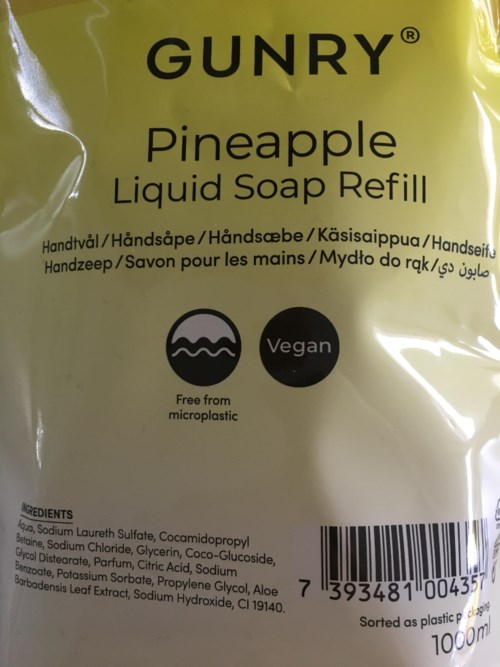 GUNRY®
Pineapple
Liquid Soap Refill
Handtvål/Håndsåpe/Håndsæbe/Käsisaippua/Handseife
Handzeep/Savon pour les mains/Mydło do rąk/صابون دي
Vegan
Free from
microplastic
INGREDIENTS
Aqua, Sodium Laureth Sulfate, Cocamidopropyl
Betaine, Sodium Chloride, Glycerin, Coco-Glucoside,
Glycol Distearate, Parfum, Citric Acid, Sodium
Benzoate, Potassium Sorbate, Propylene Glycol, Aloe
Barbadensis Leaf Extract, Sodium Hydroxide, CI 19140.
7 393481 004357
Sorted as plastic packaging
1000ml